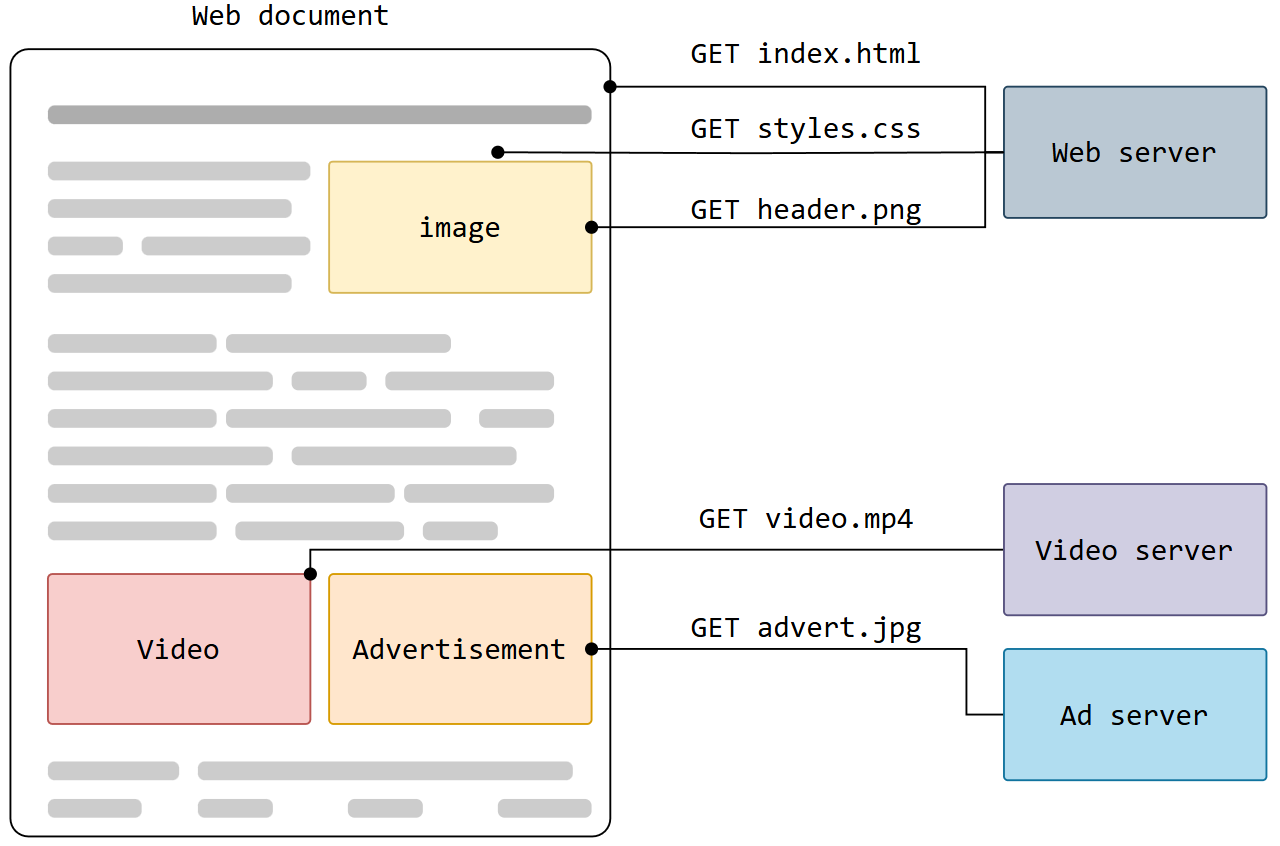 Web document
GET index.html
GET styles.css
Web server
GET header.png
image
GET video.mp4
Video server
GET advert.jpg
Video
Advertisement
Ad server